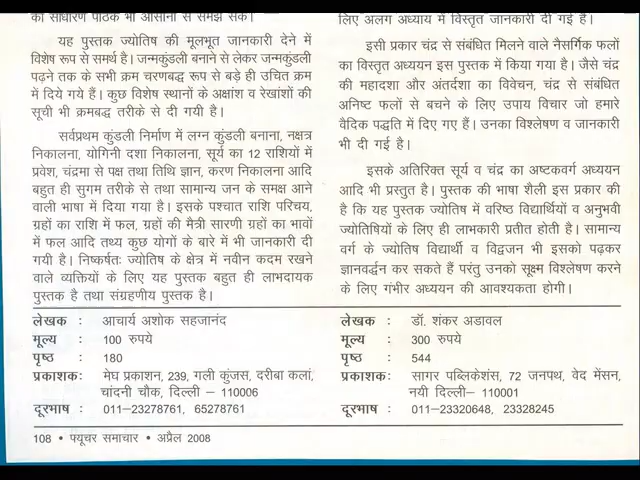 को साधारण पाठक भी आसानी से समझ सके।
यह पुस्तक ज्योतिष की मूलभूत जानकारी देने में
विशेष रूप से समर्थ है। जन्मकुंडली बनाने से लेकर जन्मकुंडली
पढ़ने तक के सभी क्रम चरणबद्ध रूप से बड़े ही उचित क्रम
में दिये गये हैं। कुछ विशेष स्थानों के अक्षांश व रेखांशों की
सूची भी क्रमबद्ध तरीके से दी गयी है।
सर्वप्रथम कुंडली निर्माण में लग्न कुंडली बनाना, नक्षत्र
निकालना, योगिनी दशा निकालना, सूर्य का 12 राशियों में
प्रवेश, चंद्रमा से पक्ष तथा तिथि ज्ञान, करण निकालना आदि
बहुत ही सुगम तरीके से तथा सामान्य जन के समक्ष आने
वाली भाषा में दिया गया है। इसके पश्चात राशि परिचय,
ग्रहों का राशि में फल, ग्रहों की मैत्री सारणी ग्रहों का भावों
में फल आदि तथ्य कुछ योगों के बारे में भी जानकारी दी
गयी है। निष्कर्षतः ज्योतिष के क्षेत्र में नवीन कदम रखने
वाले व्यक्तियों के लिए यह पुस्तक बहुत ही लाभदायक
पुस्तक है तथा संग्रहणीय पुस्तक है।
लेखक : आचार्य अशोक सहजानंद
मूल्य : 100 रुपये
पृष्ठ : 180
प्रकाशक: मेघ प्रकाशन, 239, गली कुंजस, दरीबा कलां,
चांदनी चौक, दिल्ली – 110006
दूरभाष : 011–23278761, 65278761
लिए अलग अध्याय में विस्तृत जानकारी दी गई है।
इसी प्रकार चंद्र से संबंधित मिलने वाले नैसर्गिक फलों
का विस्तृत अध्ययन इस पुस्तक में किया गया है। जैसे चंद्र
की महादशा और अंतर्दशा का विवेचन, चंद्र से संबंधित
अनिष्ट फलों से बचने के लिए उपाय विचार जो हमारे
वैदिक पद्धति में दिए गए हैं। उनका विश्लेषण व जानकारी
भी दी गई है।
इसके अतिरिक्त सूर्य व चंद्र का अष्टकवर्ग अध्ययन
आदि भी प्रस्तुत है। पुस्तक की भाषा शैली इस प्रकार की
है कि यह पुस्तक ज्योतिष में वरिष्ठ विद्यार्थियों व अनुभवी
ज्योतिषियों के लिए ही लाभकारी प्रतीत होती है। सामान्य
वर्ग के ज्योतिष विद्यार्थी व विद्वजन भी इसको पढ़कर
ज्ञानवर्द्धन कर सकते हैं परंतु उनको सूक्ष्म विश्लेषण करने
के लिए गंभीर अध्ययन की आवश्यकता होगी।
लेखक : डॉ. शंकर अडावल
मूल्य : 300 रुपये
पृष्ठ : 544
प्रकाशक: सागर पब्लिकेशंस, 72 जनपथ, वेद मेंसन,
नयी दिल्ली– 110001
दूरभाष : 011–23320648, 23328245
108 • फ्यूचर समाचार • अप्रैल 2008